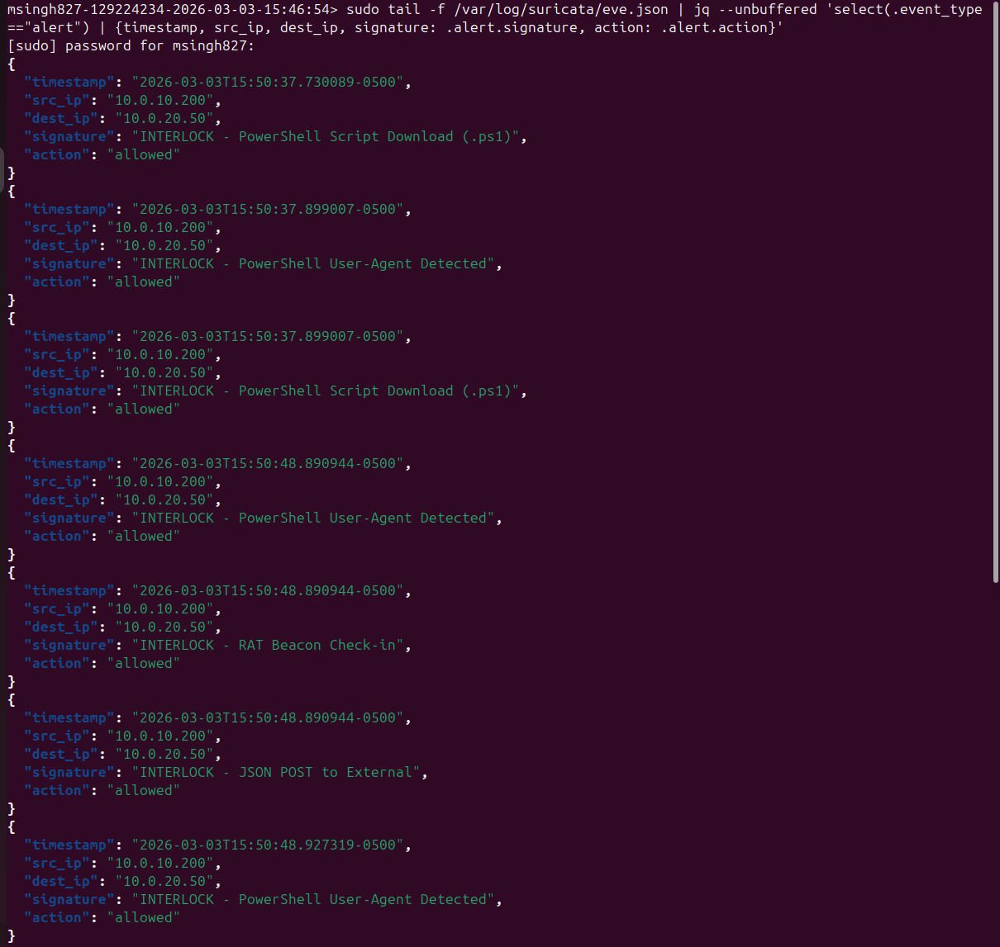 msingh827-129224234-2026-03-03-15:46:54> sudo tail -f /var/log/suricata/eve.json | jq --unbuffered 'select(.event_type
=="alert") | {timestamp, src_ip, dest_ip, signature: .alert.signature, action: .alert.action}'
[sudo] password for msingh827:
{
  "timestamp": "2026-03-03T15:50:37.730089-0500",
  "src_ip": "10.0.10.200",
  "dest_ip": "10.0.20.50",
  "signature": "INTERLOCK - PowerShell Script Download (.ps1)",
  "action": "allowed"
}
{
  "timestamp": "2026-03-03T15:50:37.899007-0500",
  "src_ip": "10.0.10.200",
  "dest_ip": "10.0.20.50",
  "signature": "INTERLOCK - PowerShell User-Agent Detected",
  "action": "allowed"
}
{
  "timestamp": "2026-03-03T15:50:37.899007-0500",
  "src_ip": "10.0.10.200",
  "dest_ip": "10.0.20.50",
  "signature": "INTERLOCK - PowerShell Script Download (.ps1)",
  "action": "allowed"
}
{
  "timestamp": "2026-03-03T15:50:48.890944-0500",
  "src_ip": "10.0.10.200",
  "dest_ip": "10.0.20.50",
  "signature": "INTERLOCK - PowerShell User-Agent Detected",
  "action": "allowed"
}
{
  "timestamp": "2026-03-03T15:50:48.890944-0500",
  "src_ip": "10.0.10.200",
  "dest_ip": "10.0.20.50",
  "signature": "INTERLOCK - RAT Beacon Check-in",
  "action": "allowed"
}
{
  "timestamp": "2026-03-03T15:50:48.890944-0500",
  "src_ip": "10.0.10.200",
  "dest_ip": "10.0.20.50",
  "signature": "INTERLOCK - JSON POST to External",
  "action": "allowed"
}
{
  "timestamp": "2026-03-03T15:50:48.927319-0500",
  "src_ip": "10.0.10.200",
  "dest_ip": "10.0.20.50",
  "signature": "INTERLOCK - PowerShell User-Agent Detected",
  "action": "allowed"
}